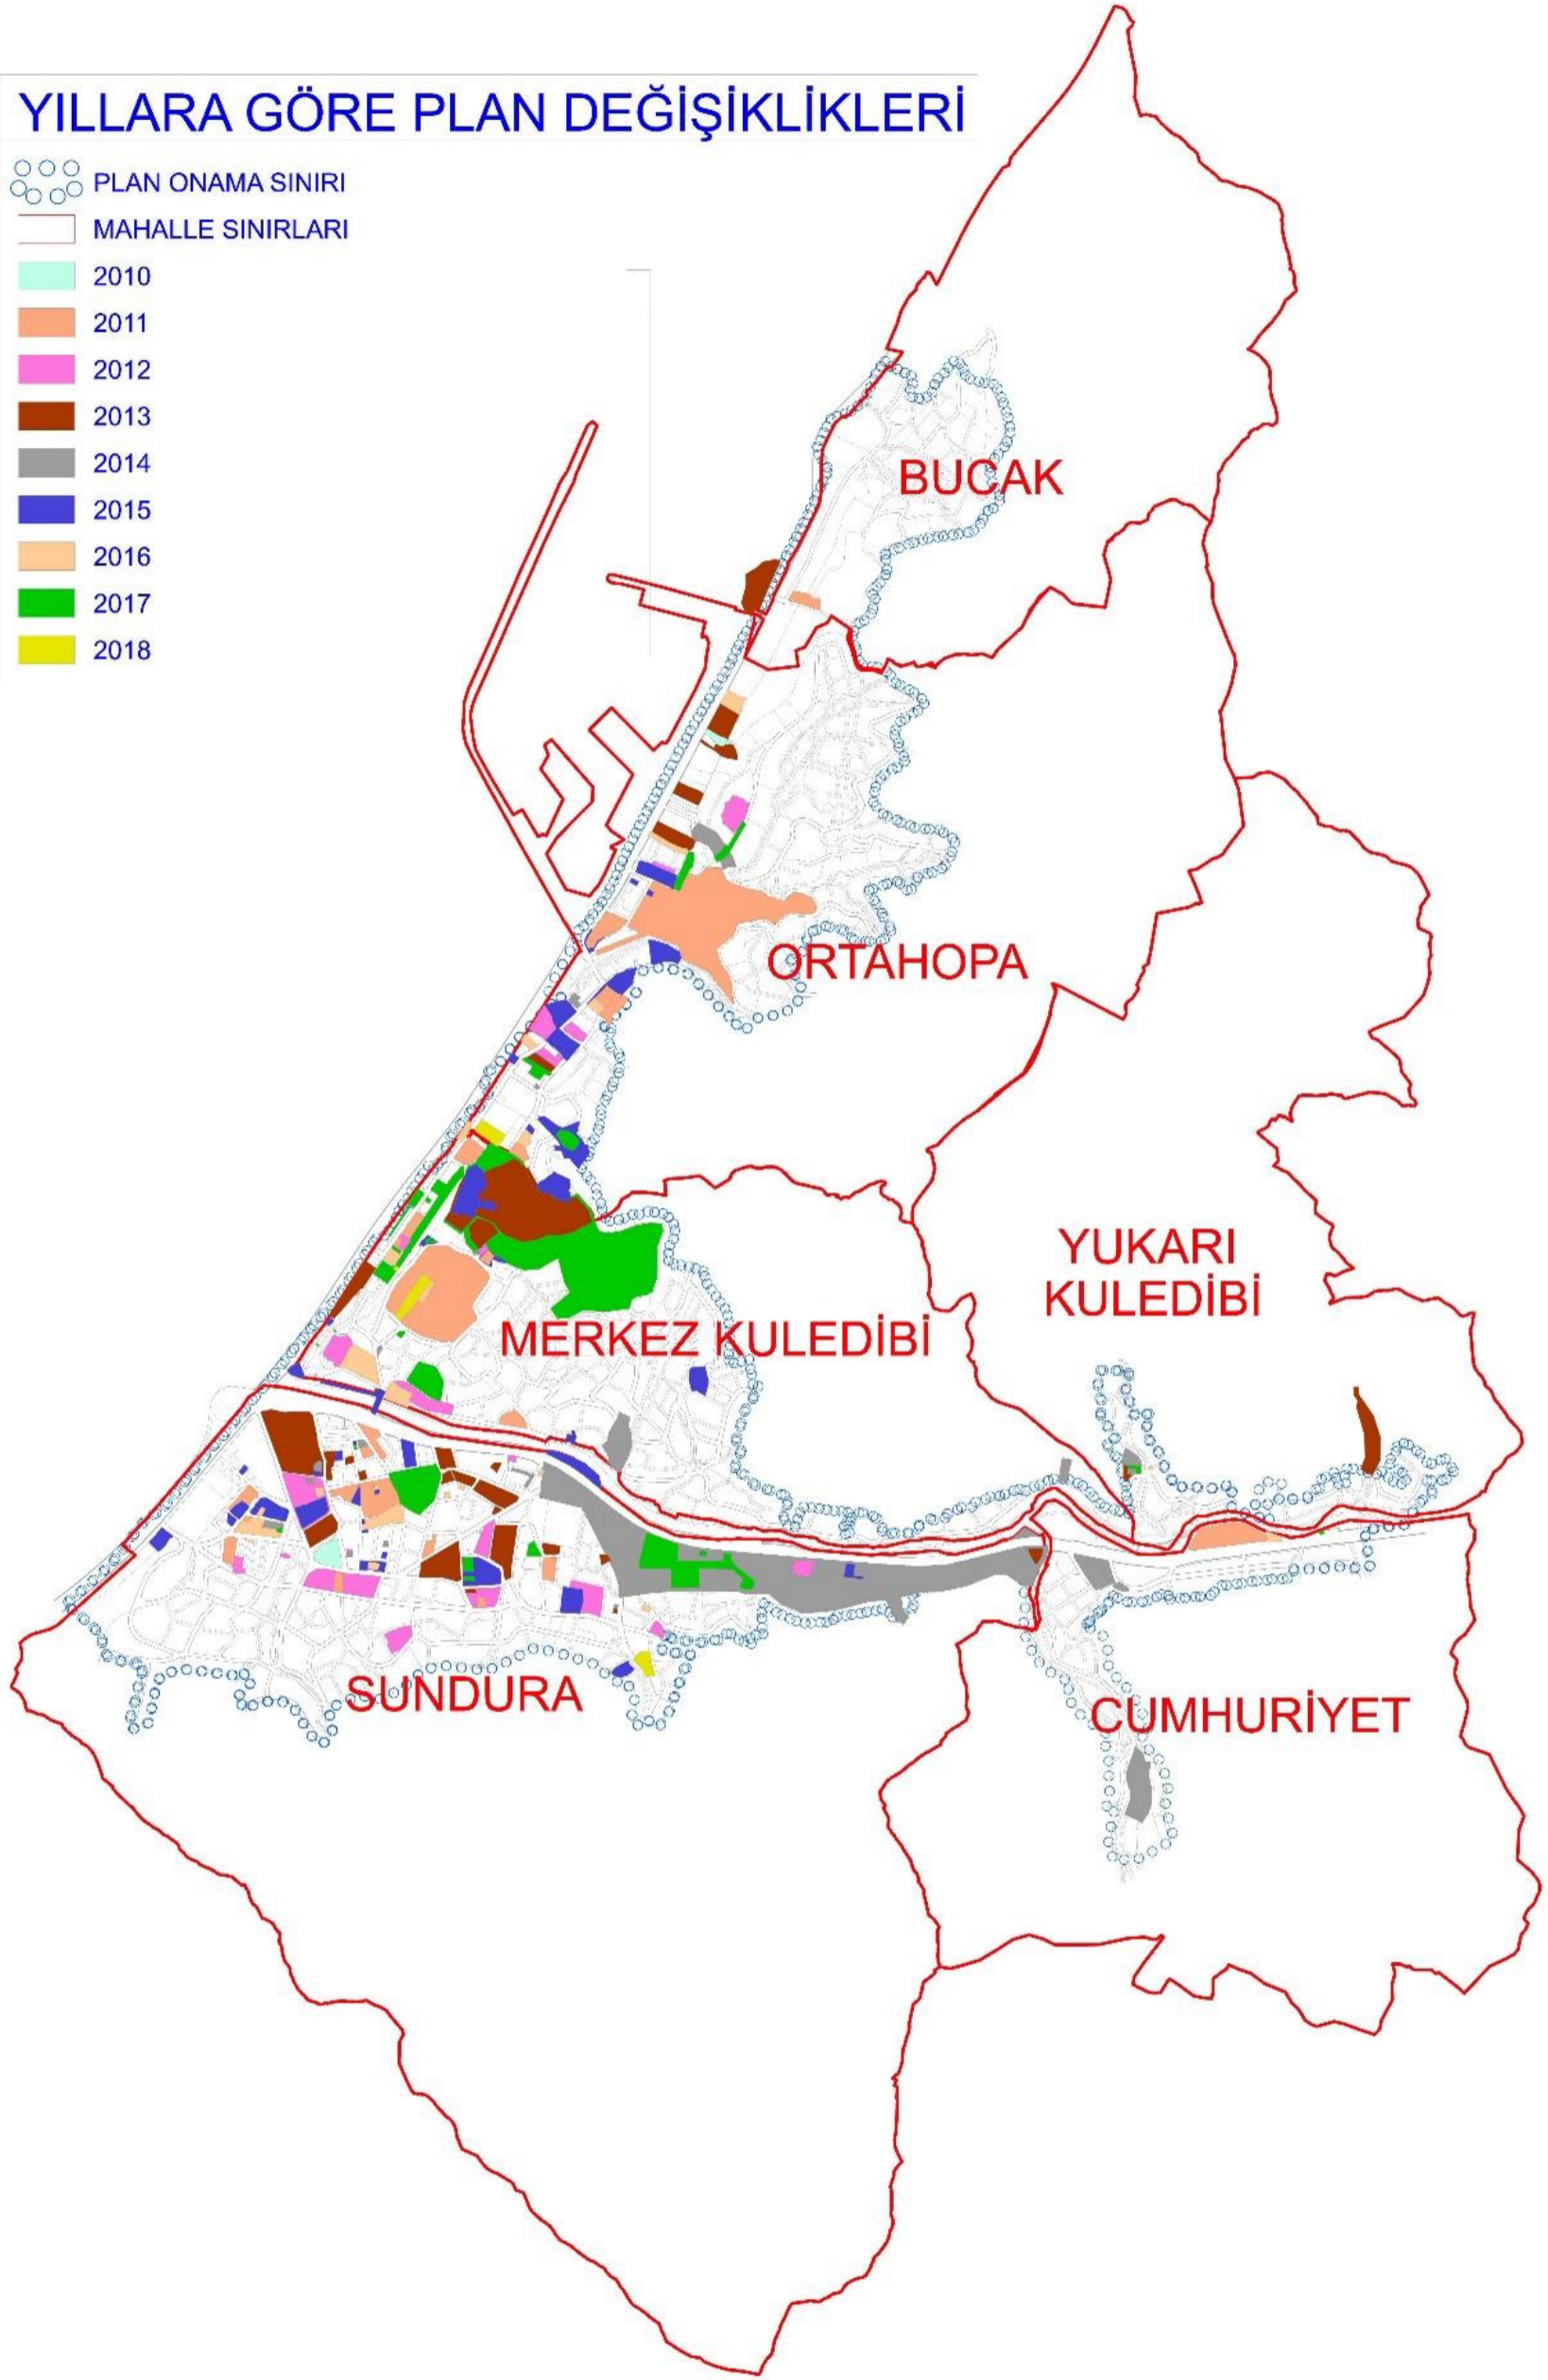 YILLARA GÖRE PLAN DEĞİŞİKLİKLERİ
PLAN ONAMA SINIRI
MAHALLE SINIRLARI
2010
2011
2012
2013
2014
2015
2016
2017
2018
BUCAK
ORTAHOPA
YUKARI
KULEDİBİ
MERKEZ KULEDİBİ
SUNDURA
CUMHURİYET